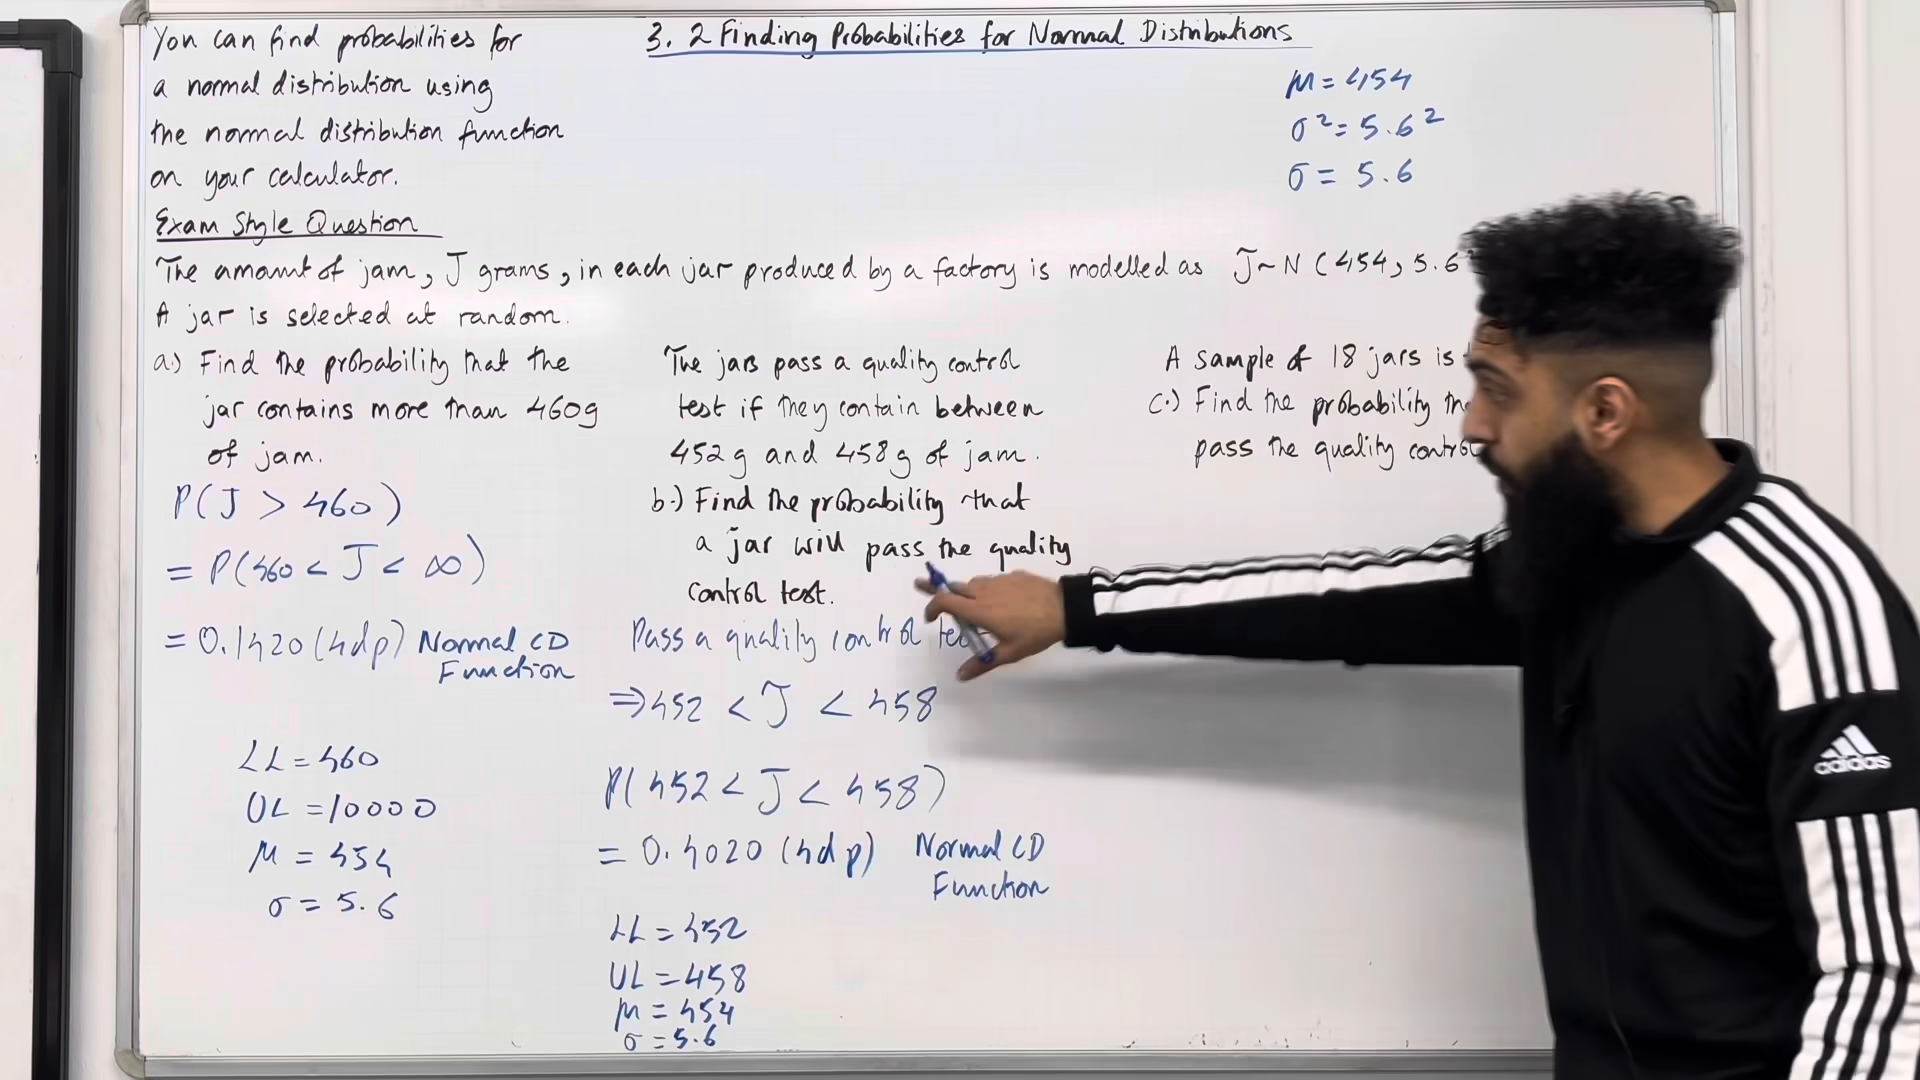 You can find probabilities for
a normal distribution using
the normal distribution function
on your calculator.
3.2 Finding Probabilities for Normal Distributions
μ = 454
σ² = 5.6²
σ = 5.6
Exam Style Question
The amount of jam, J grams, in each jar produced by a factory is modelled as J ~ N (454, 5.6
A jar is selected at random.
a.) Find the probability that the
jar contains more than 460g
of jam.
P(J > 460)
= P(460 < J < ∞)
= 0.1420 (4dp) Normal CD
Function
LL = 460
UL = 10000
μ = 454
σ = 5.6
The jars pass a quality control
test if they contain between
452g and 458g of jam.
b.) Find the probability that
a jar will pass the quality
control test.
Pass a quality control
⇒ 452 < J < 458
P(452 < J < 458)
= 0.4020 (4dp) Normal CD
Function
LL = 452
UL = 458
μ = 454
σ = 5.6
A sample of 18 jars is
c.) Find the probability
pass the quality control
adidas